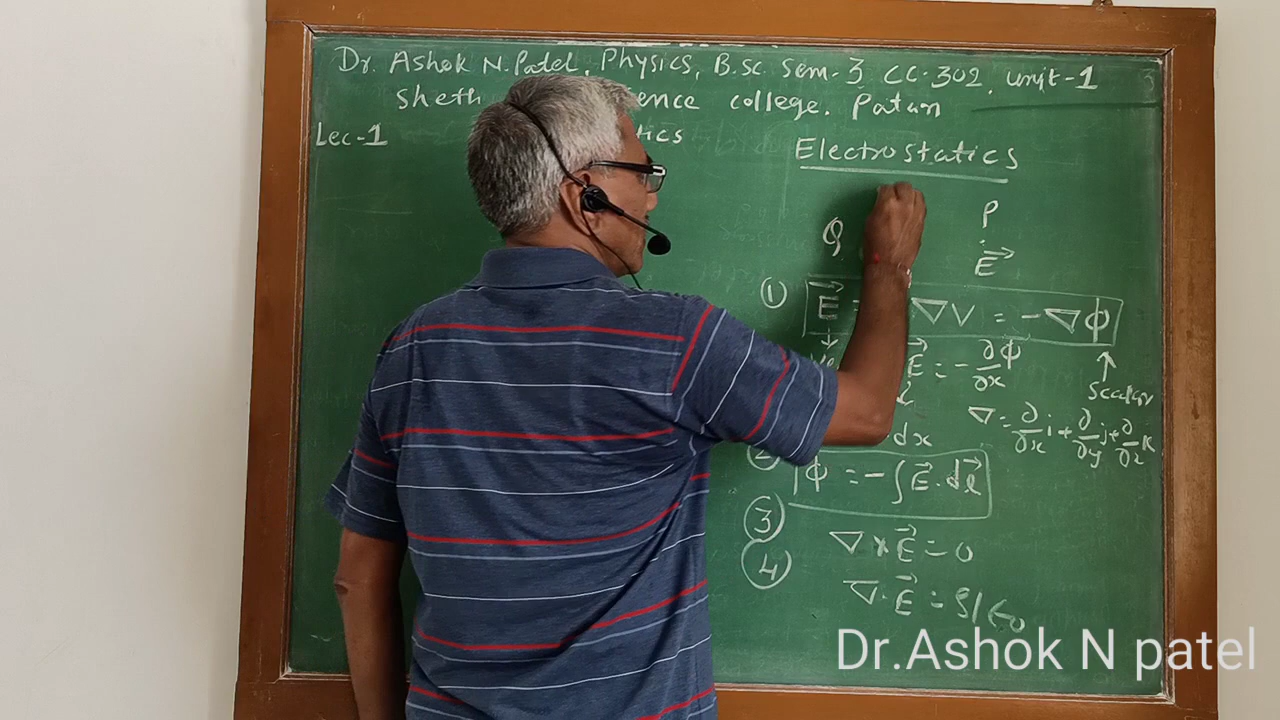 Dr. Ashok N. Patel, Physics, B.Sc. Sem-3 CC-302, unit-1
Sheth ence college. Patan
Lec-1 tics
Electrostatics
Q P
E⃗
① E⃗ = ∇V = -∇Φ
E⃗ = -∂Φ/∂x
Scalar
∇ = ∂/∂x i + ∂/∂y j + ∂/∂z k
dx
② Φ = -∫E⃗.dl⃗
③ ∇×E⃗ = 0
④ ∇.E⃗ = ρ/ϵ₀
Dr.Ashok N patel